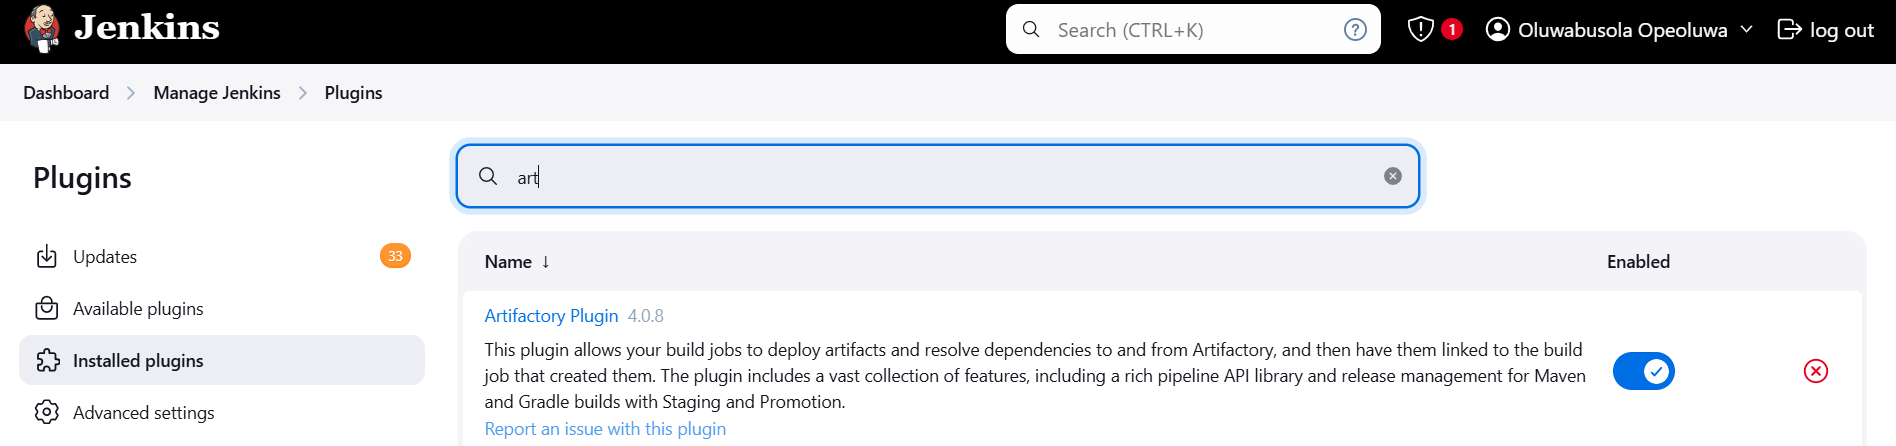 Jenkins
Search (CTRL+K)
?
1
Oluwabusola Opeoluwa
log out
Dashboard > Manage Jenkins > Plugins
Plugins
art
Updates 33
Available plugins
Installed plugins
Advanced settings
Name ↓
Enabled
Artifactory Plugin 4.0.8
This plugin allows your build jobs to deploy artifacts and resolve dependencies to and from Artifactory, and then have them linked to the build
job that created them. The plugin includes a vast collection of features, including a rich pipeline API library and release management for Maven
and Gradle builds with Staging and Promotion.
Report an issue with this plugin